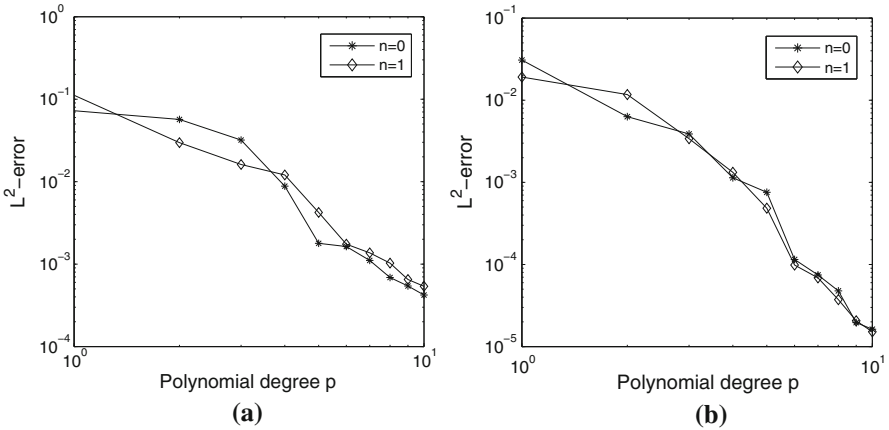 10^0
10^-1
10^-2
10^-3
10^-4
L^2-error
n=0
n=1
10^0
10^1
Polynomial degree p
(a)
10^-1
10^-2
10^-3
10^-4
10^-5
L^2-error
n=0
n=1
10^0
10^1
Polynomial degree p
(b)